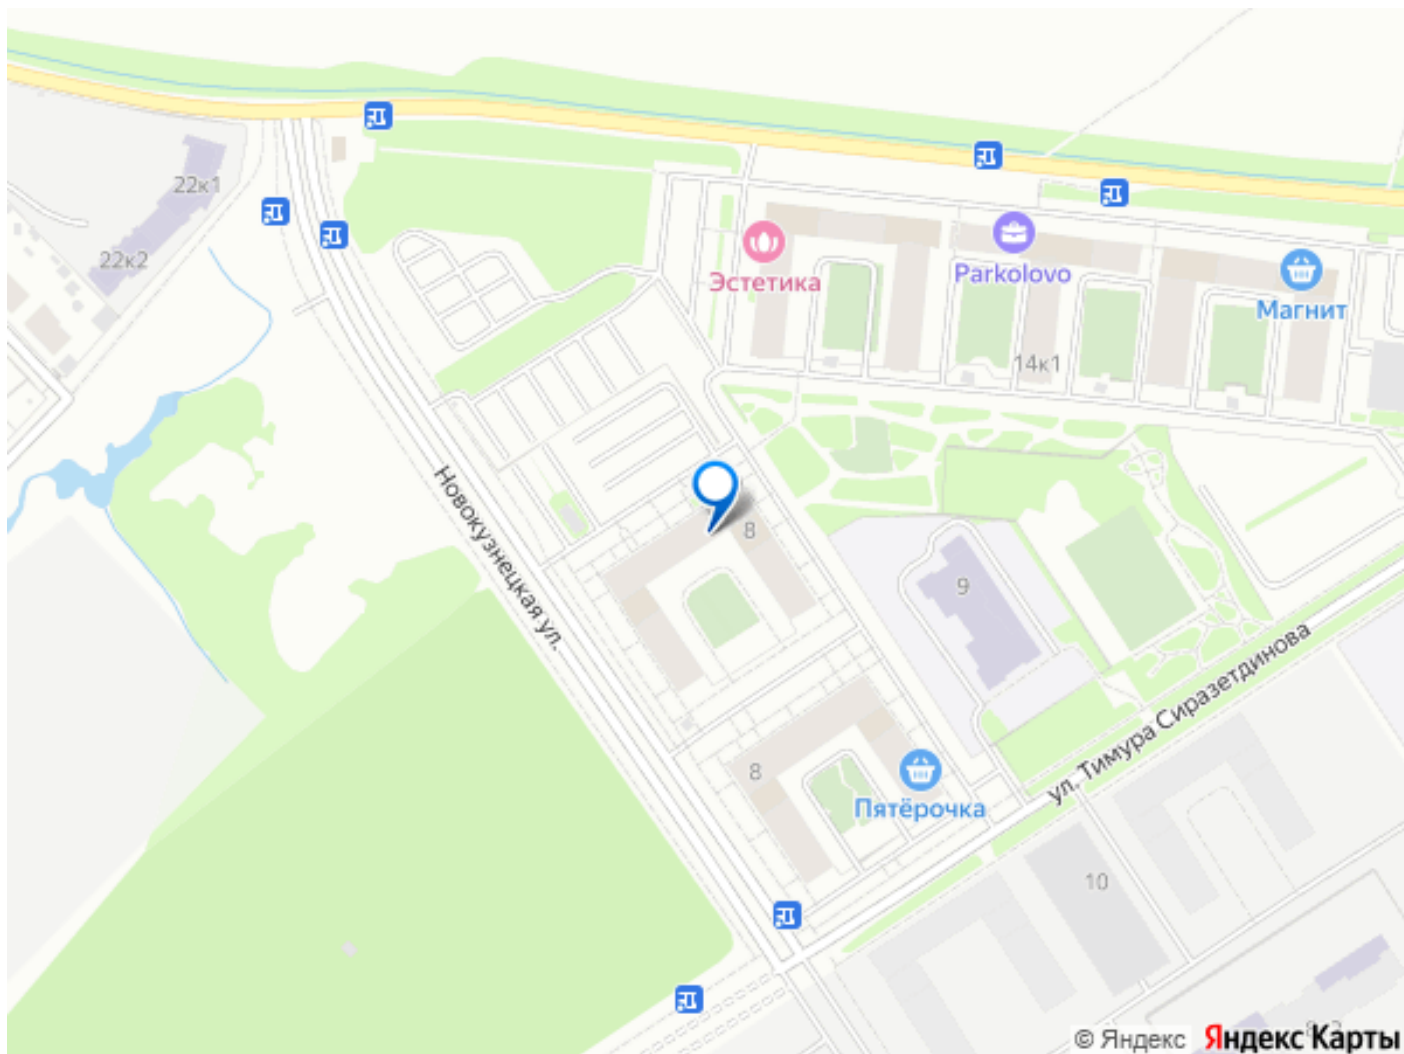 22к1
22к2
Эстетика
Parkolovo
Магнит
14к1
Новокузнецкая ул.
8
9
ул. Тимура Сиразетдинова
8
Пятёрочка
10
© Яндекс
Яндекс Карты